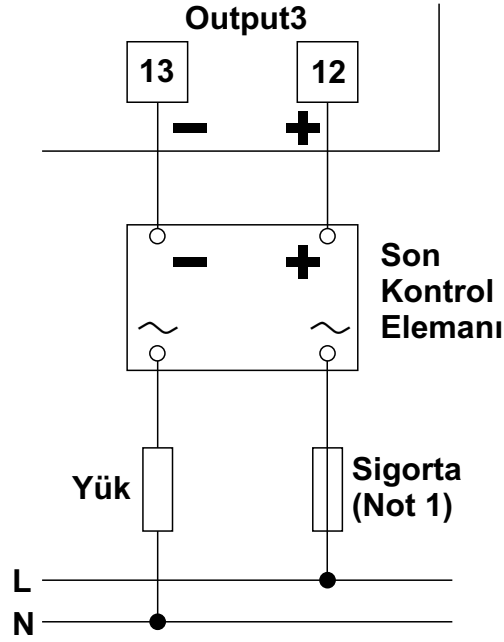 Output3
13
12
Son
Kontrol
Elemanı
Yük
Sigorta
(Not 1)
L
N